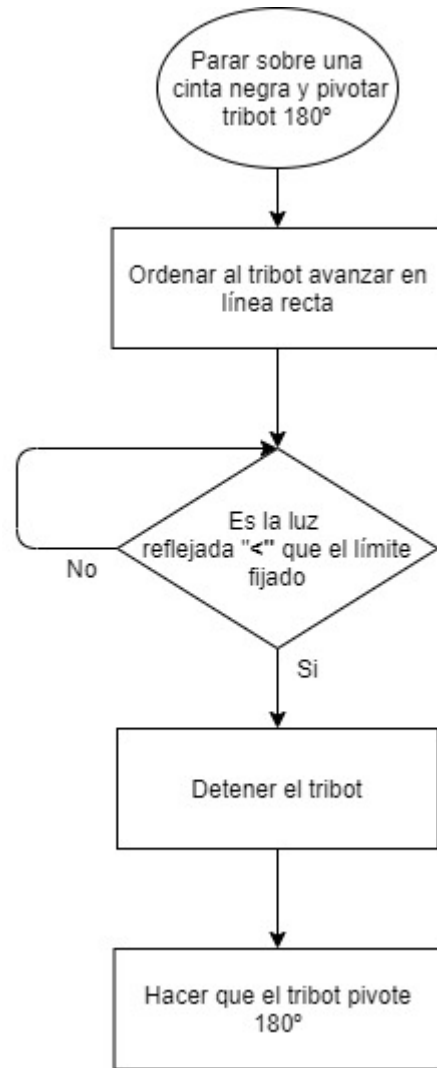 Parar sobre una
cinta negra y pivotar
tribot 180º
Ordenar al tribot avanzar en
línea recta
Es la luz
reflejada "<" que el límite
fijado
No
Si
Detener el tribot
Hacer que el tribot pivote
180º